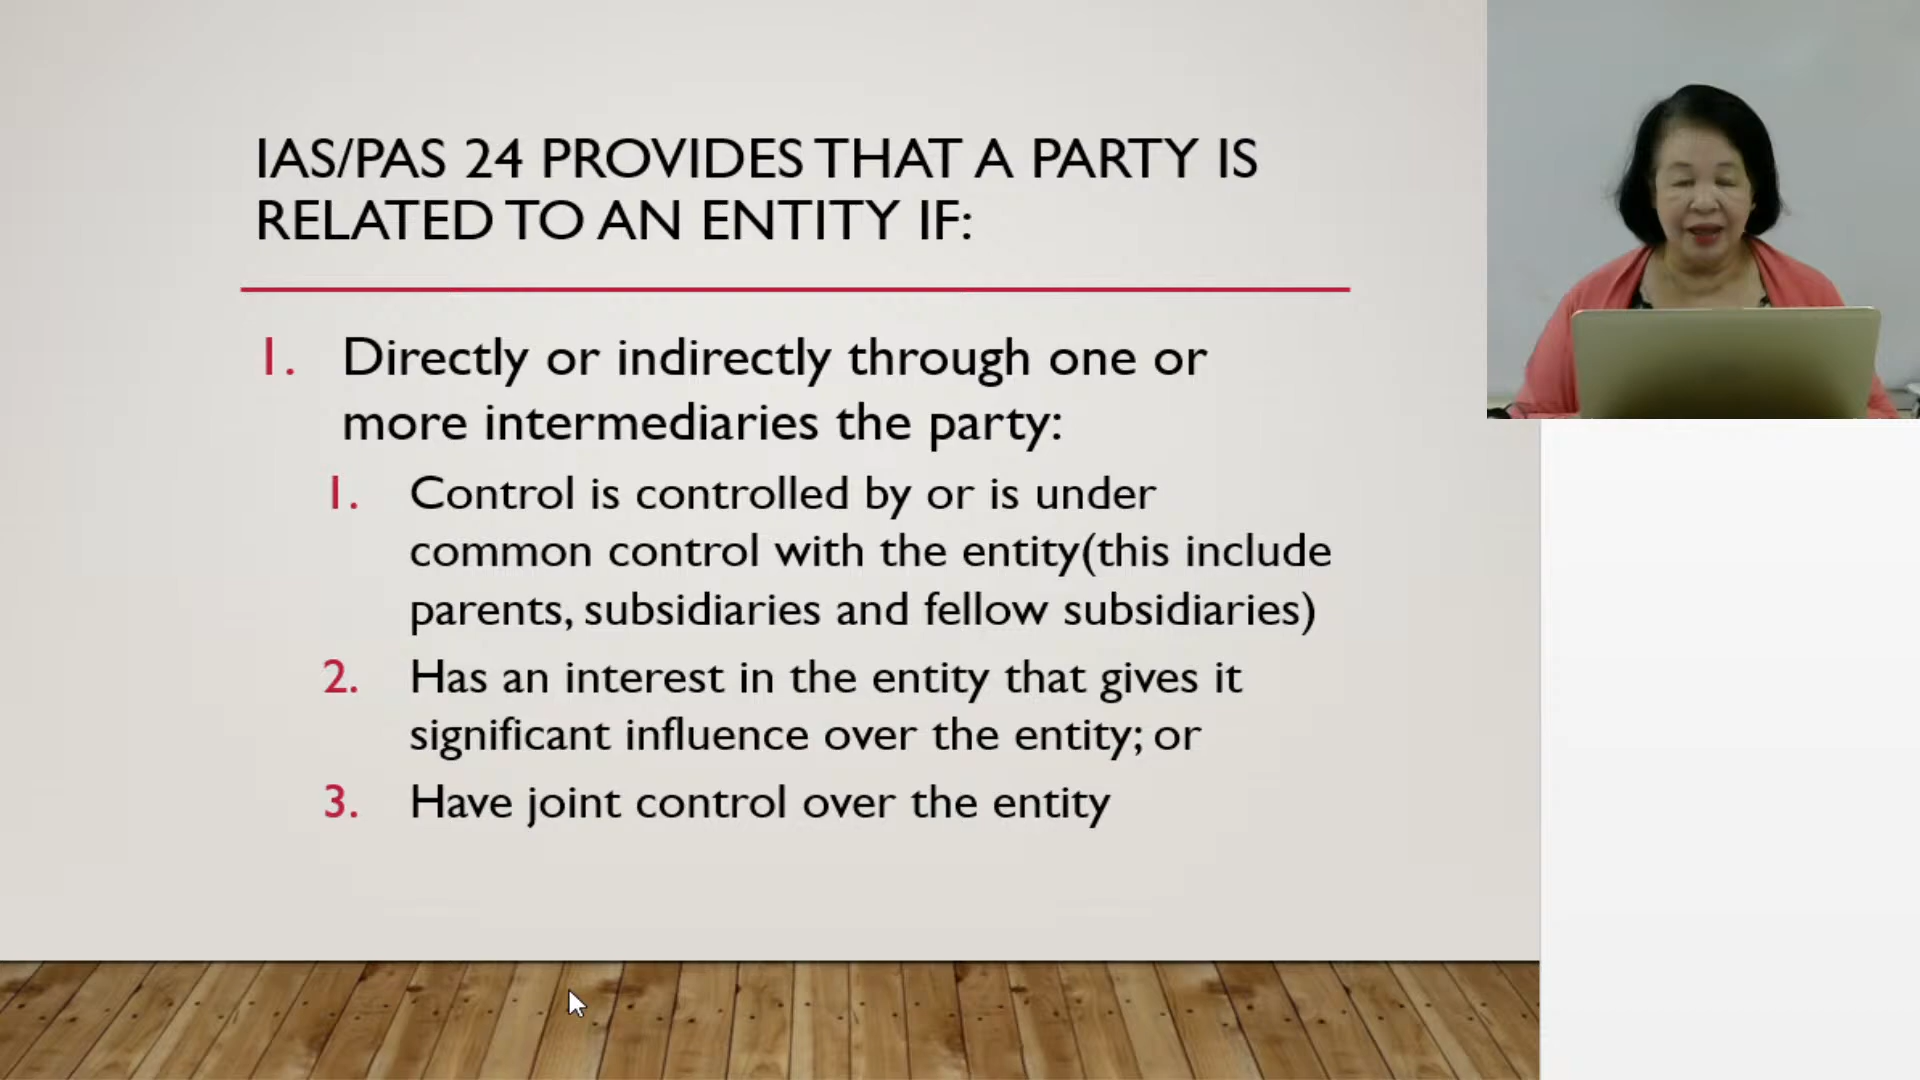 IAS/PAS 24 PROVIDES THAT A PARTY IS
RELATED TO AN ENTITY IF:
1. Directly or indirectly through one or
more intermediaries the party:
1. Control is controlled by or is under
common control with the entity(this include
parents, subsidiaries and fellow subsidiaries)
2. Has an interest in the entity that gives it
significant influence over the entity; or
3. Have joint control over the entity